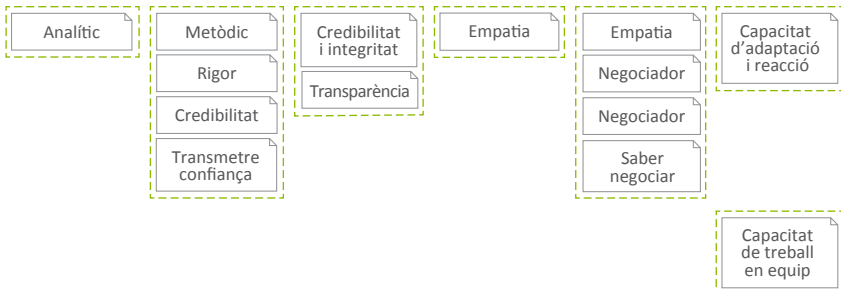 Analític
Metòdic
Rigor
Credibilitat
Transmetre
confiança
Credibilitat
i integritat
Transparència
Empatia
Empatia
Negociador
Negociador
Saber
negociar
Capacitat
d’adaptació
i reacció
Capacitat
de treball
en equip